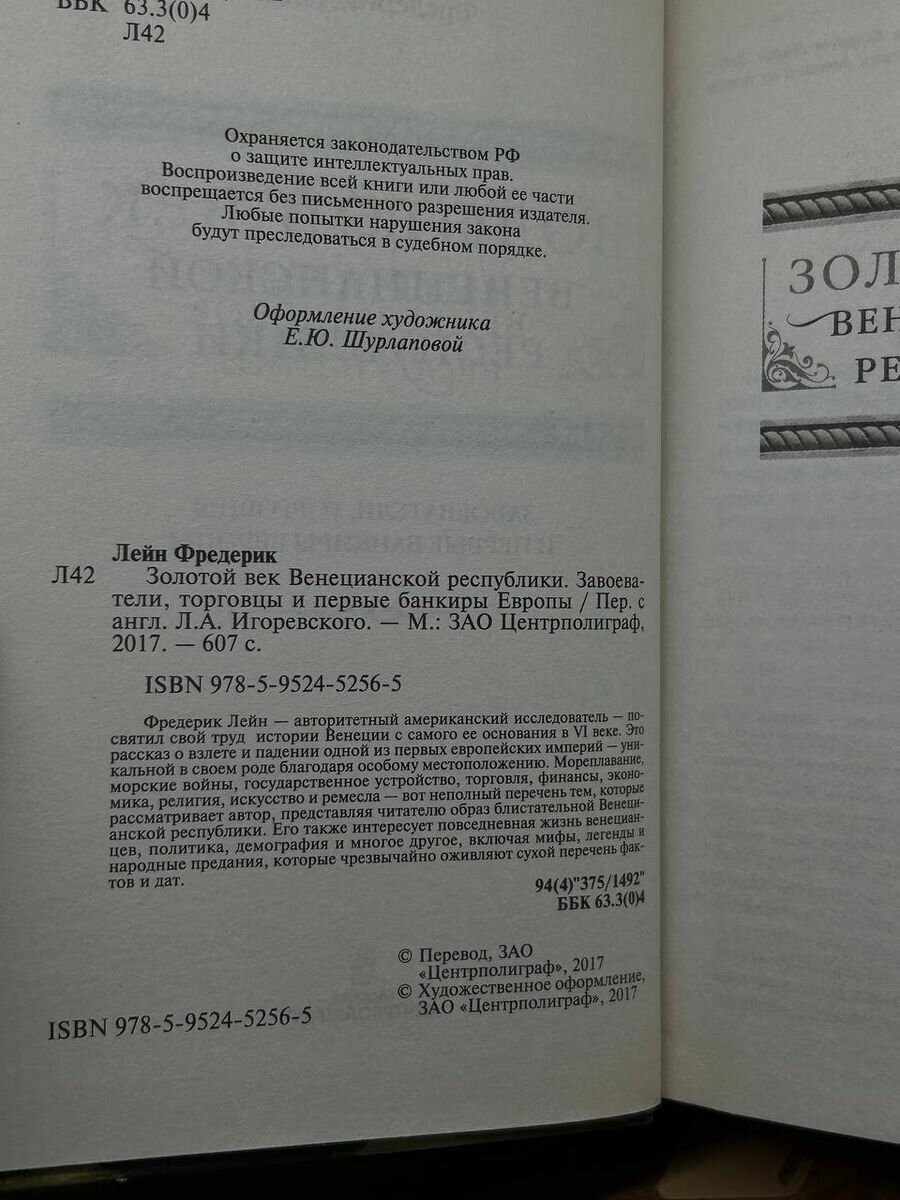 ББК 63.3(0)4
Л42
Охраняется законодательством РФ
о защите интеллектуальных прав.
Воспроизведение всей книги или любой ее части
воспрещается без письменного разрешения издателя.
Любые попытки нарушения закона
будут преследоваться в судебном порядке.
Оформление художника
Е.Ю. Шурлаповой
Лейн Фредерик
Л42 Золотой век Венецианской республики. Завоева-
тели, торговцы и первые банкиры Европы / Пер. с
англ. Л.А. Игоревского. — М.: ЗАО Центрполиграф,
2017. — 607 с.
ISBN 978-5-9524-5256-5
Фредерик Лейн — авторитетный американский исследователь — по-
святил свой труд истории Венеции с самого ее основания в VI веке. Это
рассказ о взлете и падении одной из первых европейских империй — уни-
кальной в своем роде благодаря особому местоположению. Мореплавание,
морские войны, государственное устройство, торговля, финансы, эконо-
мика, религия, искусство и ремесла — вот неполный перечень тем, которые
рассматривает автор, представляя читателю образ блистательной Венеци-
анской республики. Его также интересует повседневная жизнь венециан-
цев, политика, демография и многое другое, включая мифы, легенды и
народные предания, которые чрезвычайно оживляют сухой перечень фак-
тов и дат.
94(4)"375/1492"
ББК 63.3(0)4
© Перевод, ЗАО
«Центрполиграф», 2017
© Художественное оформление,
ЗАО «Центрполиграф», 2017
ISBN 978-5-9524-5256-5
ЗОЛ
ВЕН
РЕ